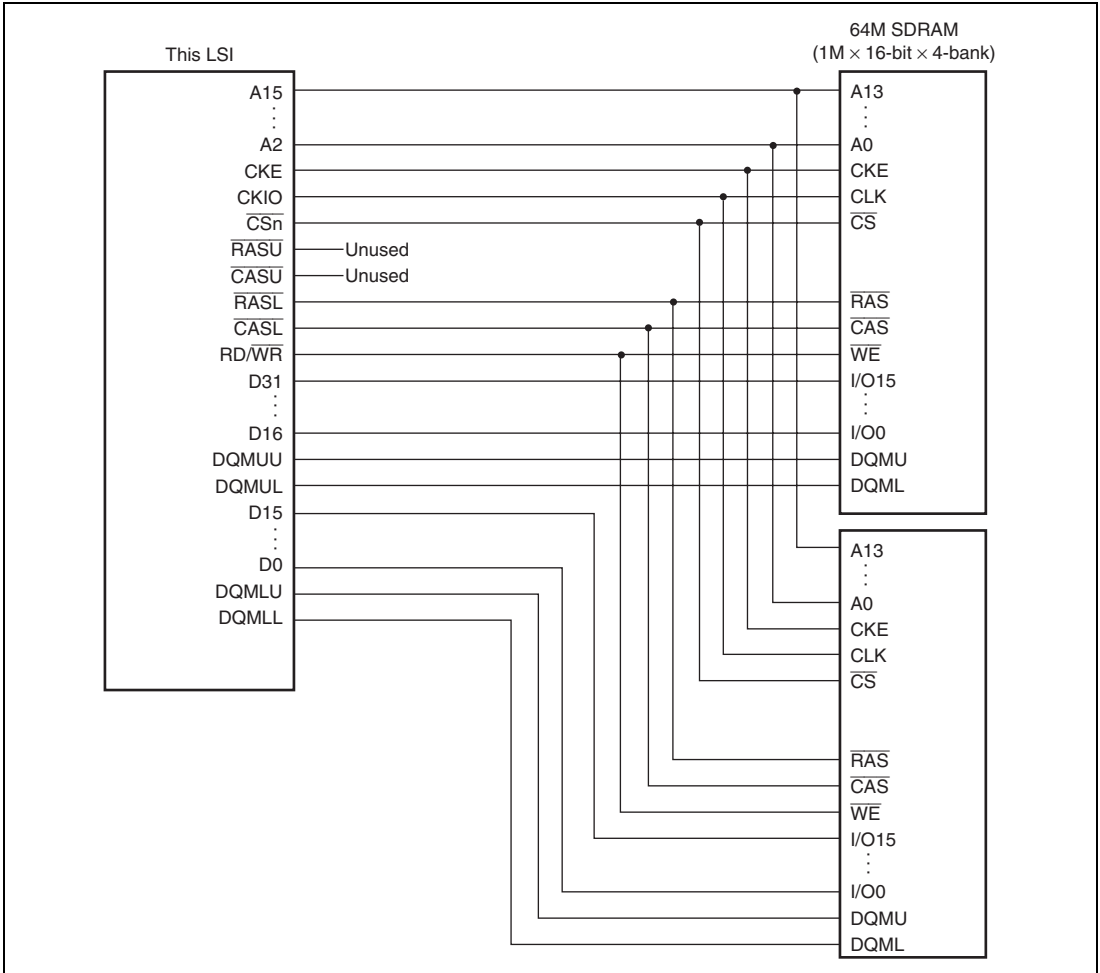 This LSI
A15
⋮
A2
CKE
CKIO
CSn
RASU
CASU
RASL
CASL
RD/WR
D31
⋮
D16
DQMUU
DQMUL
D15
⋮
D0
DQMLU
DQMLL
Unused
Unused
64M SDRAM
(1M × 16-bit × 4-bank)
A13
⋮
A0
CKE
CLK
CS
RAS
CAS
WE
I/O15
⋮
I/O0
DQMU
DQML
A13
⋮
A0
CKE
CLK
CS
RAS
CAS
WE
I/O15
⋮
I/O0
DQMU
DQML